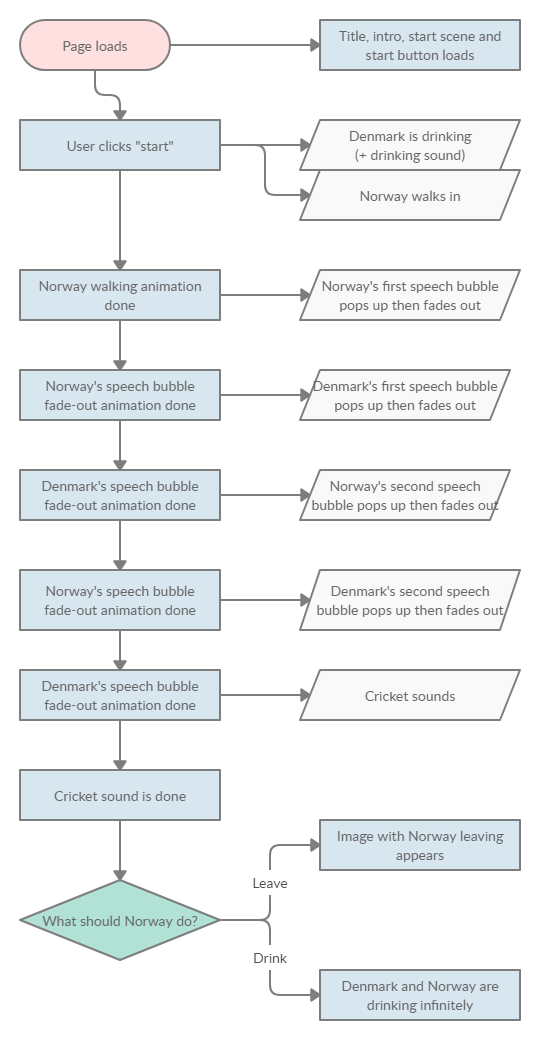 Page loads
Title, intro, start scene and
start button loads
User clicks "start"
Denmark is drinking
(+ drinking sound)
Norway walks in
Norway walking animation
done
Norway's first speech bubble
pops up then fades out
Norway's speech bubble
fade-out animation done
Denmark's first speech bubble
pops up then fades out
Denmark's speech bubble
fade-out animation done
Norway's second speech
bubble pops up then fades out
Norway's speech bubble
fade-out animation done
Denmark's second speech
bubble pops up then fades out
Denmark's speech bubble
fade-out animation done
Cricket sounds
Cricket sound is done
What should Norway do?
Leave
Image with Norway leaving
appears
Drink
Denmark and Norway are
drinking infinitely